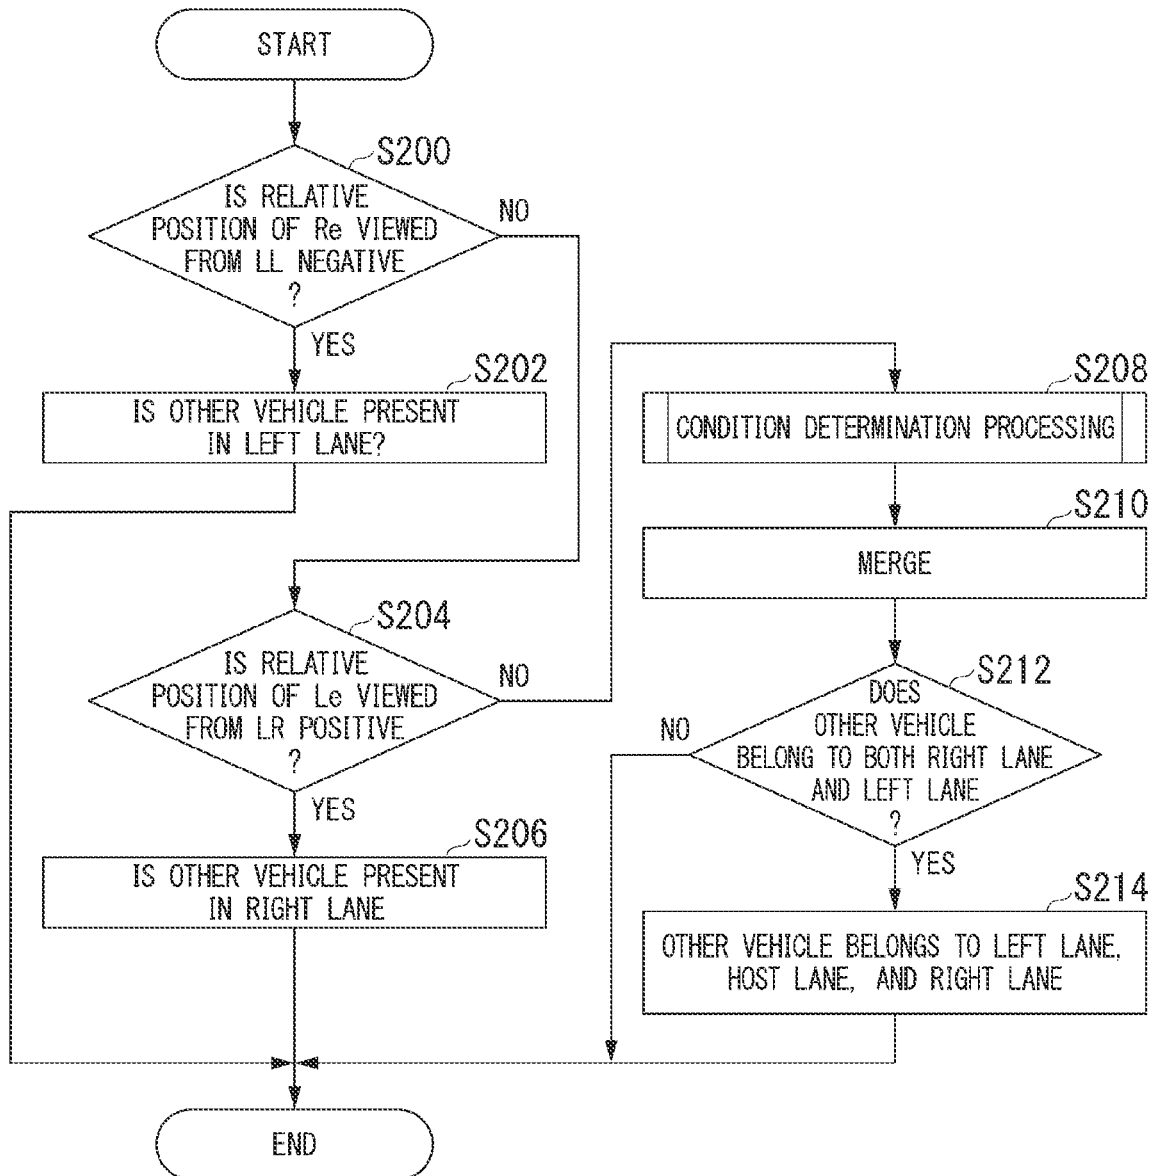 START
S200
IS RELATIVE
POSITION OF Re VIEWED
FROM LL NEGATIVE
?
NO
YES
S202
IS OTHER VEHICLE PRESENT
IN LEFT LANE?
S204
IS RELATIVE
POSITION OF Le VIEWED
FROM LR POSITIVE
?
NO
YES
S206
IS OTHER VEHICLE PRESENT
IN RIGHT LANE
S208
CONDITION DETERMINATION PROCESSING
S210
MERGE
S212
DOES
OTHER VEHICLE
BELONG TO BOTH RIGHT LANE
AND LEFT LANE
?
NO
YES
S214
OTHER VEHICLE BELONGS TO LEFT LANE,
HOST LANE, AND RIGHT LANE
END